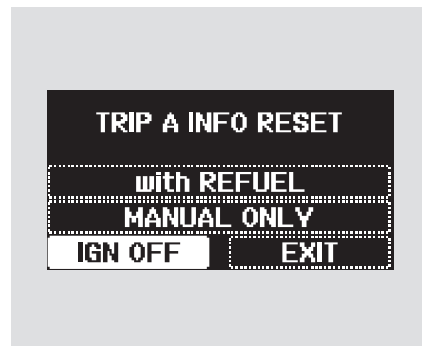 TRIP A INFO RESET
with REFUEL
MANUAL ONLY
IGN OFF EXIT